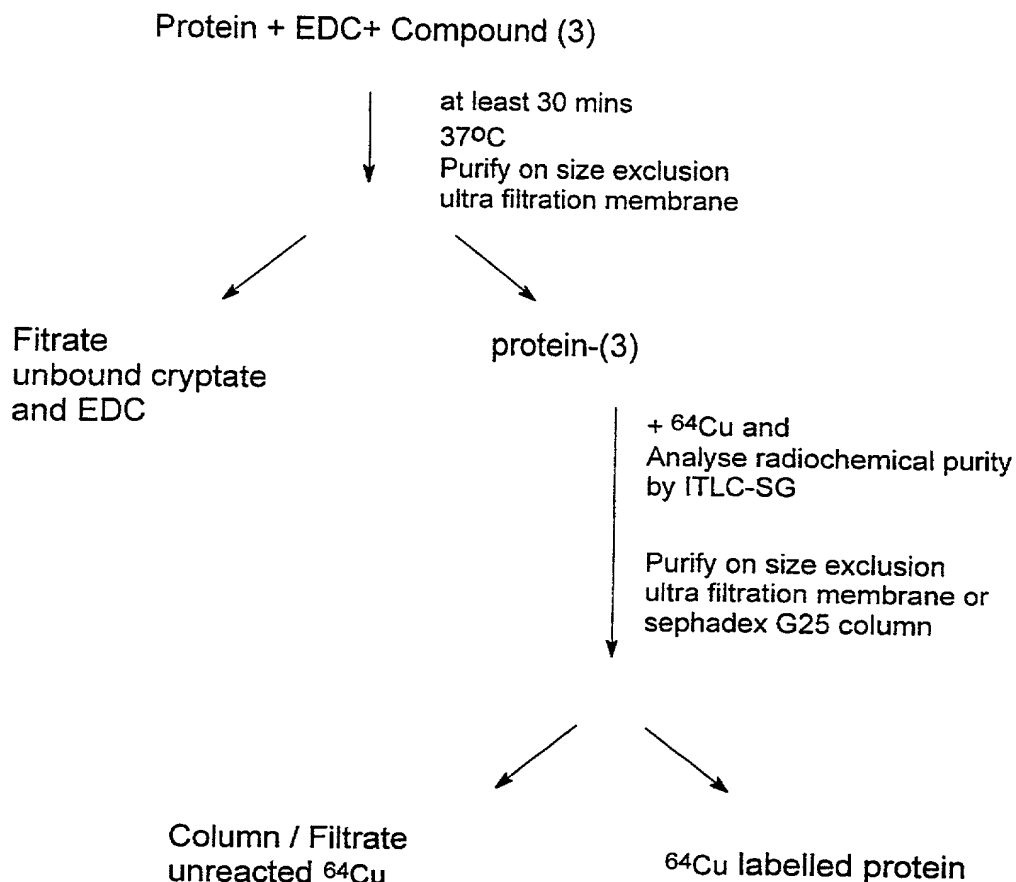 Protein + EDC+ Compound (3)
at least 30 mins
37ºC
Purify on size exclusion
ultra filtration membrane
Fitrate
unbound cryptate
and EDC
protein-(3)
+ ⁶⁴Cu and
Analyse radiochemical purity
by ITLC-SG
Purify on size exclusion
ultra filtration membrane or
sephadex G25 column
Column / Filtrate
unreacted ⁶⁴Cu
⁶⁴Cu labelled protein